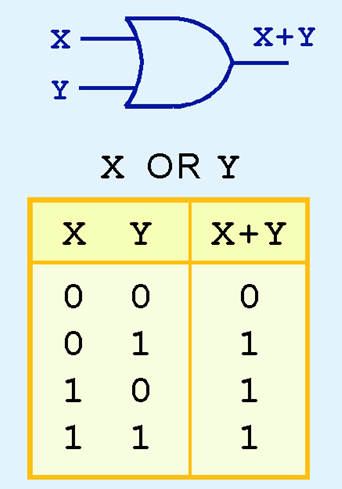 X X+Y
Y
X OR Y
X Y X+Y
0 0 0
0 1 1
1 0 1
1 1 1